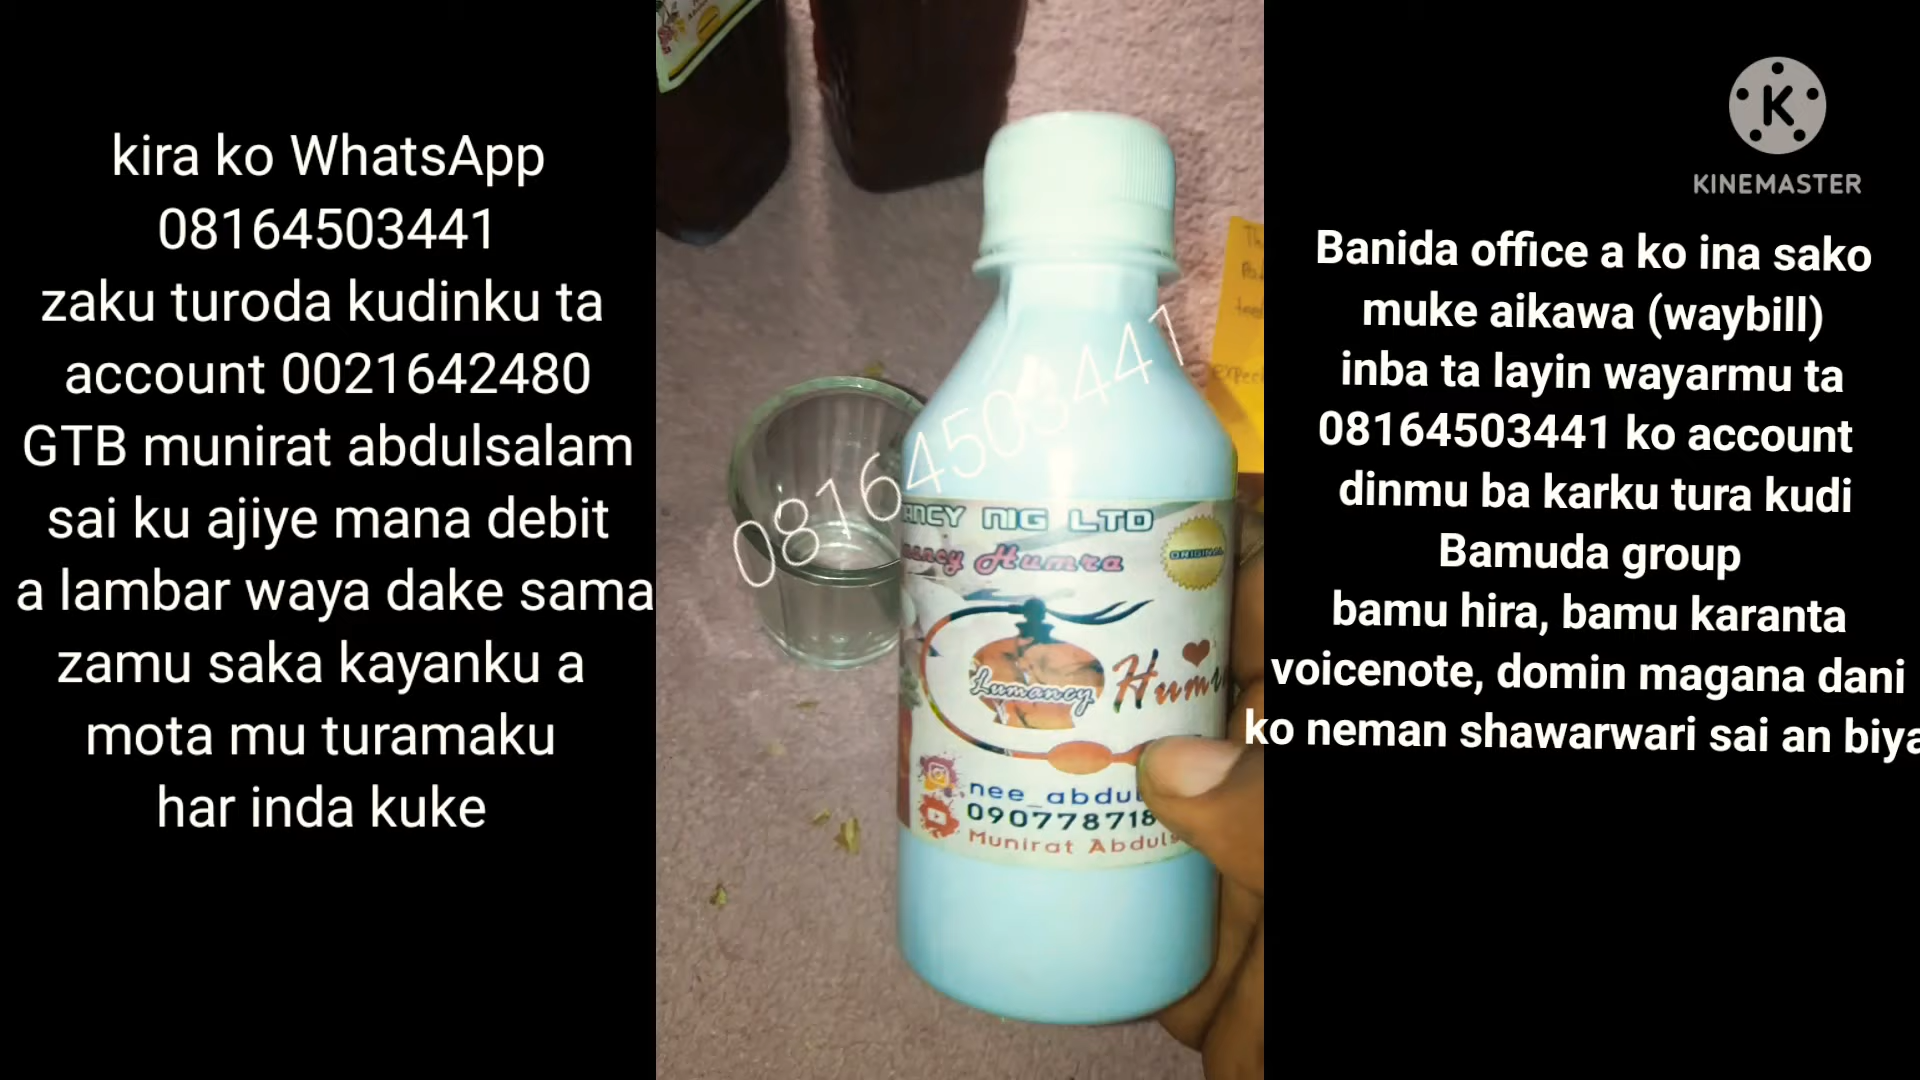 kira ko WhatsApp
08164503441
zaku turoda kudinku ta
account 0021642480
GTB munirat abdulsalam
sai ku ajiye mana debit
a lambar waya dake sama
zamu saka kayanku a
mota mu turamaku
har inda kuke
08164503441
NIG LTD
Humra
ORIGINAL
Lumancy
nee_abdul
090778718
Munirat Abduls
KINEMASTER
Banida office a ko ina sako
muke aikawa (waybill)
inba ta layin wayarmu ta
08164503441 ko account
dinmu ba karku tura kudi
Bamuda group
bamu hira, bamu karanta
voicenote, domin magana dani
ko neman shawarwari sai an biya